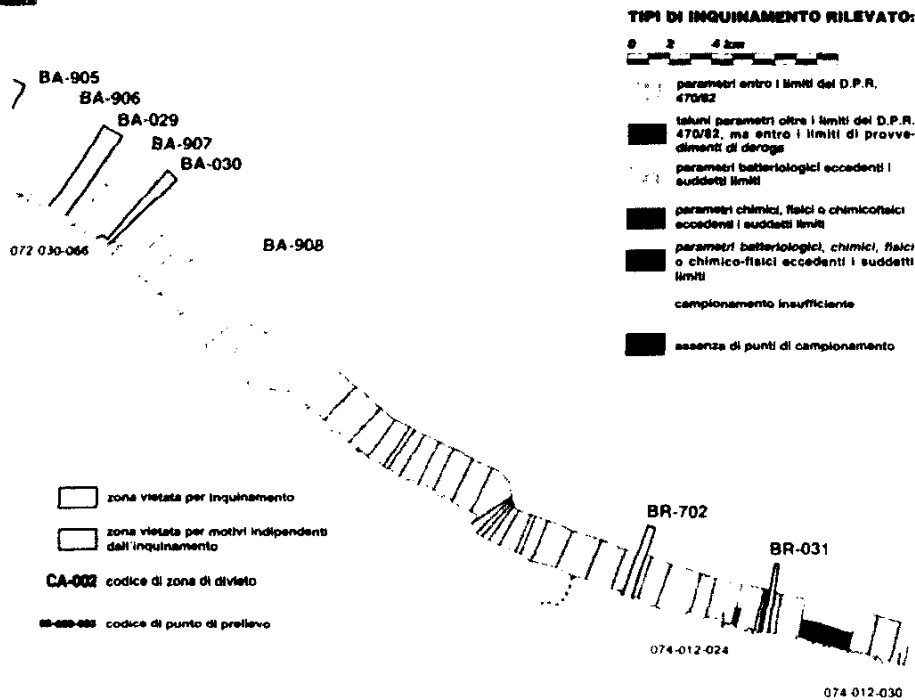 TIPI DI INQUINAMENTO RILEVATO:
0 2 4 km
parametri entro i limiti del D.P.R.
470/82
taluni parametri oltre i limiti del D.P.R.
470/82, ma entro i limiti di provve-
dimenti di deroga
parametri batteriologici eccedenti i
suddetti limiti
parametri chimici, fisici o chimicofisici
eccedenti i suddetti limiti
parametri batteriologici, chimici, fisici
o chimico-fisici eccedenti i suddetti
limiti
campionamento insufficiente
assenza di punti di campionamento
BA-905
BA-906
BA-029
BA-907
BA-030
072 030-066
BA-908
zona vietata per inquinamento
zona vietata per motivi indipendenti
dall'inquinamento
CA-002 codice di zona di divieto
codice di punto di prelievo
BR-702
BR-031
074-012-024
074 012-030